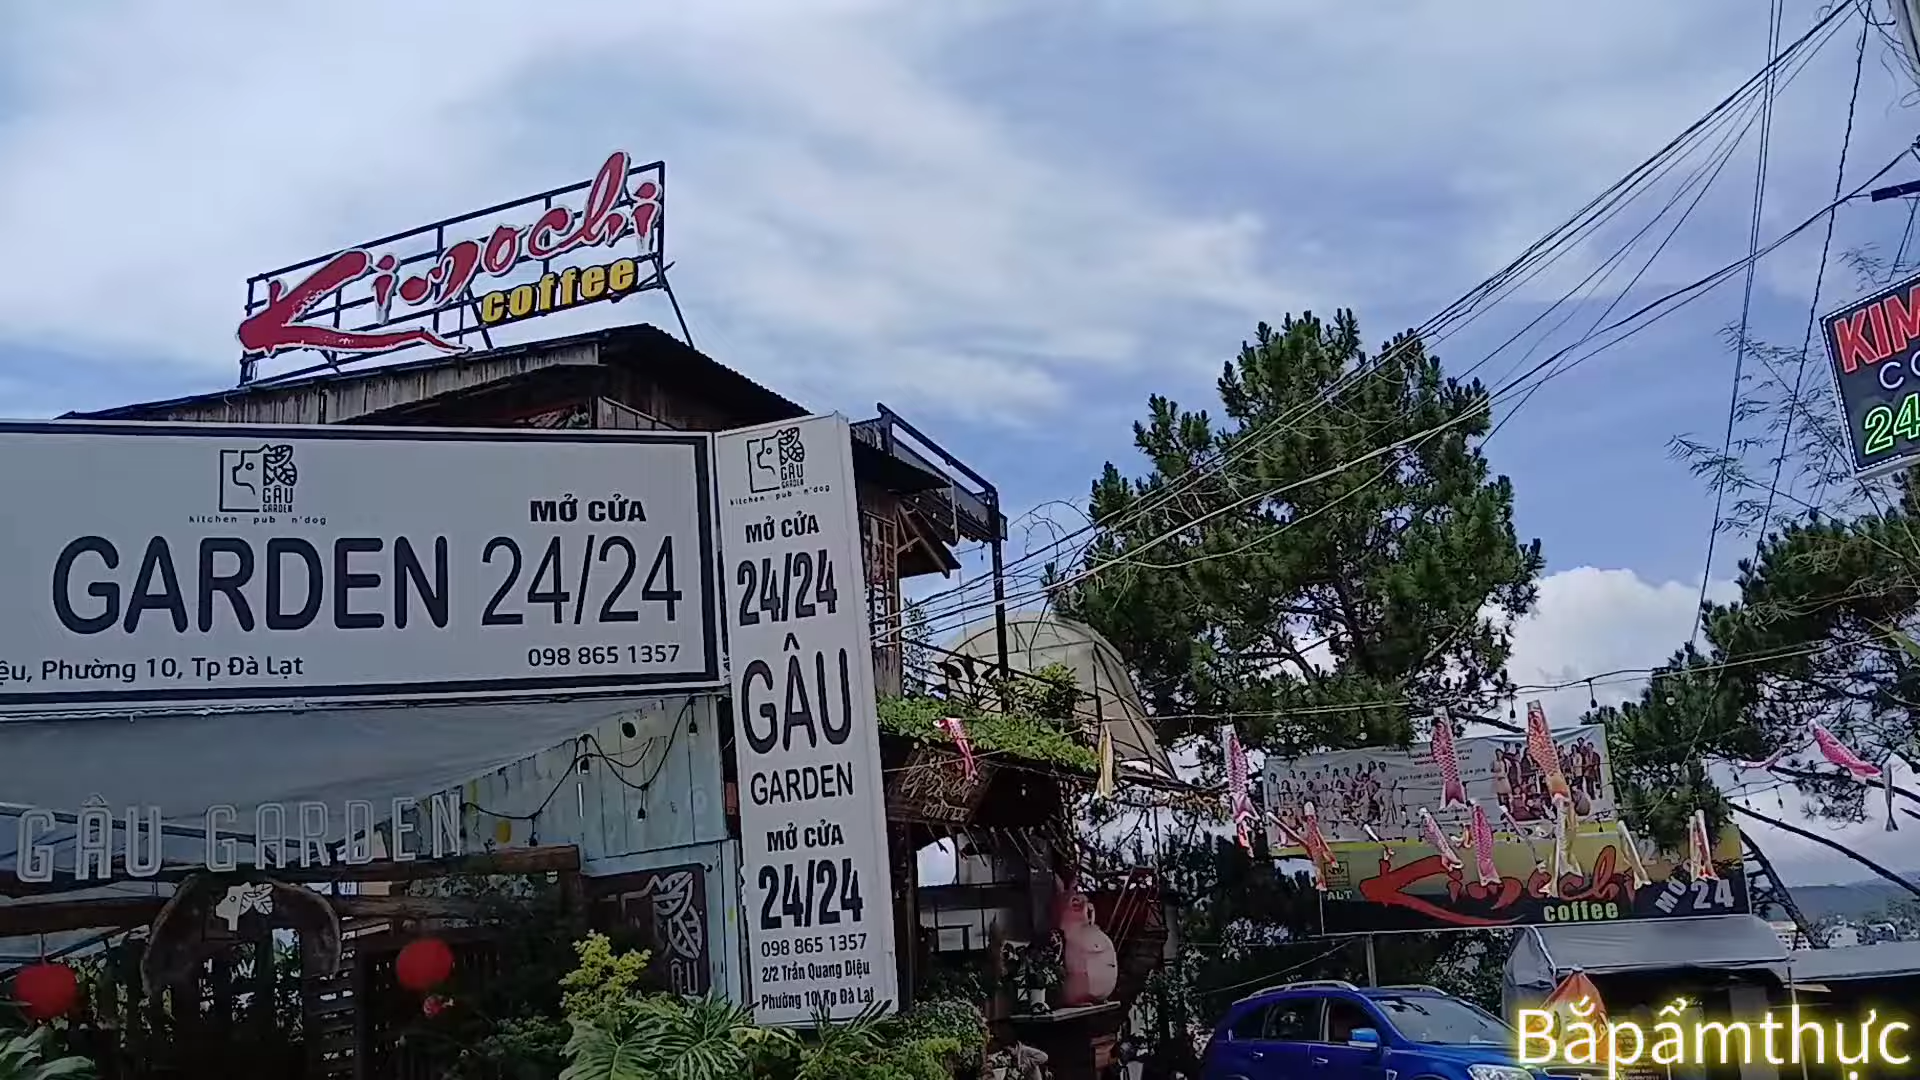 Kimochi
coffee
GÂU
GARDEN
kitchen pub n'dog
MỞ CỬA
GARDEN 24/24
098 865 1357
ệu, Phường 10, Tp Đà Lạt
GÂU
GARDEN
kitchen pub n'dog
MỞ CỬA
24/24
GÂU
GARDEN
MỞ CỬA
24/24
098 865 1357
2/2 Trần Quang Diệu
Phường 10, Tp Đà Lạt
GÂU GARDEN
KIM
CO
24
Kimochi
coffee
MỞ 24
Bắpẩmthực